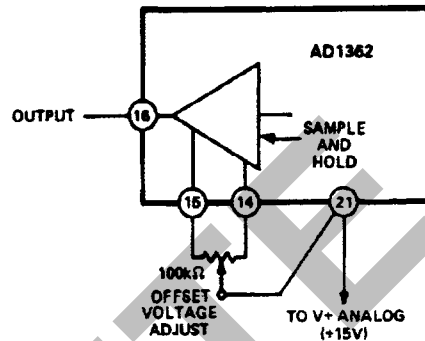 AD1362
OUTPUT
16
SAMPLE
AND
HOLD
15
14
21
100kΩ
OFFSET
VOLTAGE
ADJUST
TO V+ ANALOG
(+15V)